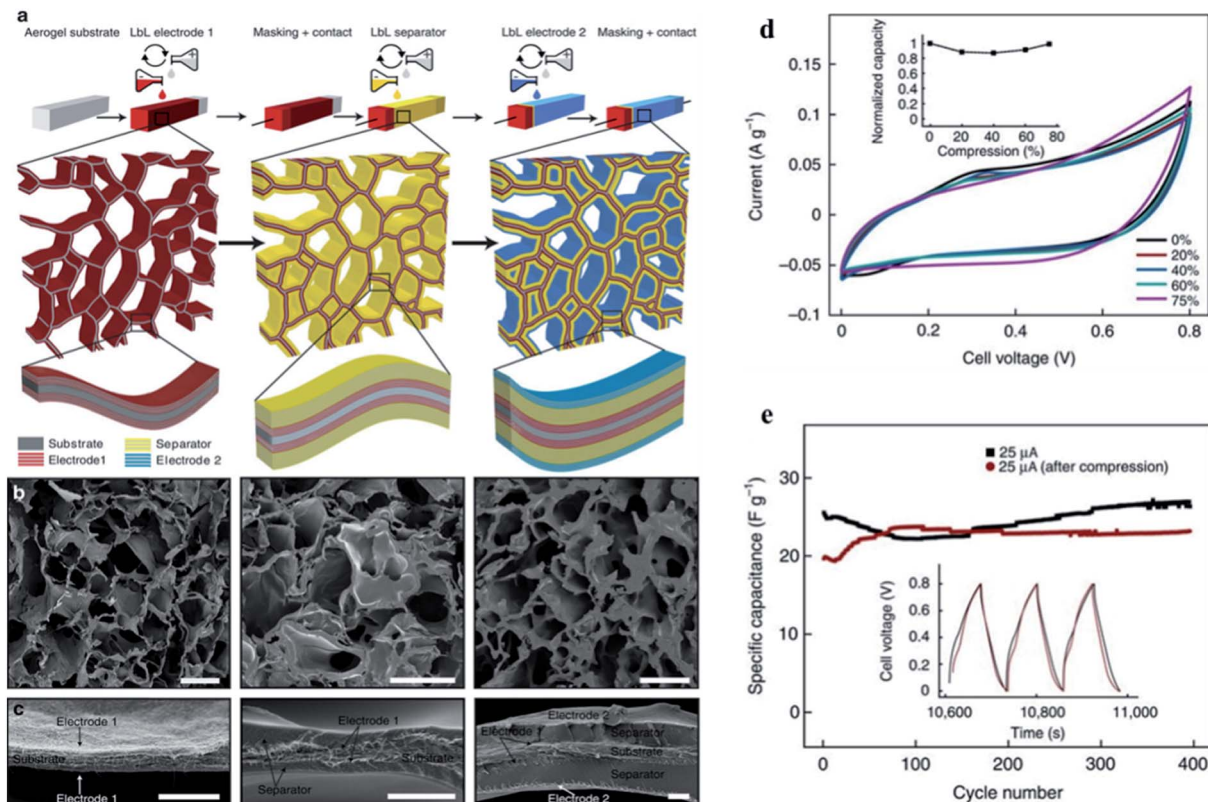 a
Aerogel substrate
LbL electrode 1
Masking + contact
LbL separator
LbL electrode 2
Masking + contact
− +
− +
− +
Substrate
Electrode1
Separator
Electrode 2
b
c
Electrode 1
Substrate
Electrode 1
Electrode 1
Substrate
Separator
Electrode 2
Electrode 1
Separator
Substrate
Separator
Electrode 2
d
Current (A g⁻¹)
0.15
0.1
0.05
0
−0.05
−0.1
0 0.2 0.4 0.6 0.8
Cell voltage (V)
Normalized capacity
1
0.8
0.6
0.4
0.2
0
0 20 40 60 80
Compression (%)
0%
20%
40%
60%
75%
e
Specific capacitance (F g⁻¹)
40
30
20
10
0
0 100 200 300 400
Cycle number
25 µA
25 µA (after compression)
Cell voltage (V)
0.8
0.4
0
10,600 10,800 11,000
Time (s)